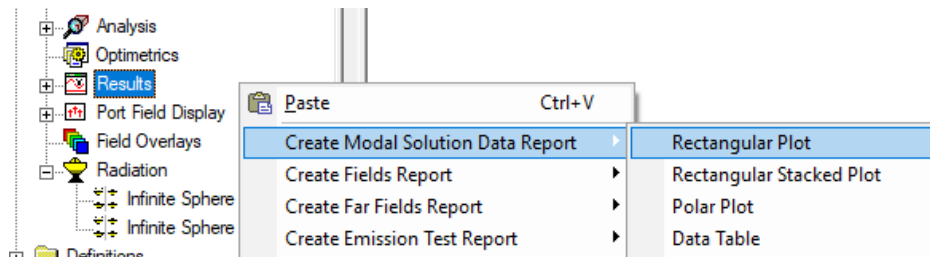 Analysis
Optimetrics
Results
Port Field Display
Field Overlays
Radiation
Infinite Sphere
Infinite Sphere
Definitions
Paste Ctrl+V
Create Modal Solution Data Report
Create Fields Report
Create Far Fields Report
Create Emission Test Report
Rectangular Plot
Rectangular Stacked Plot
Polar Plot
Data Table